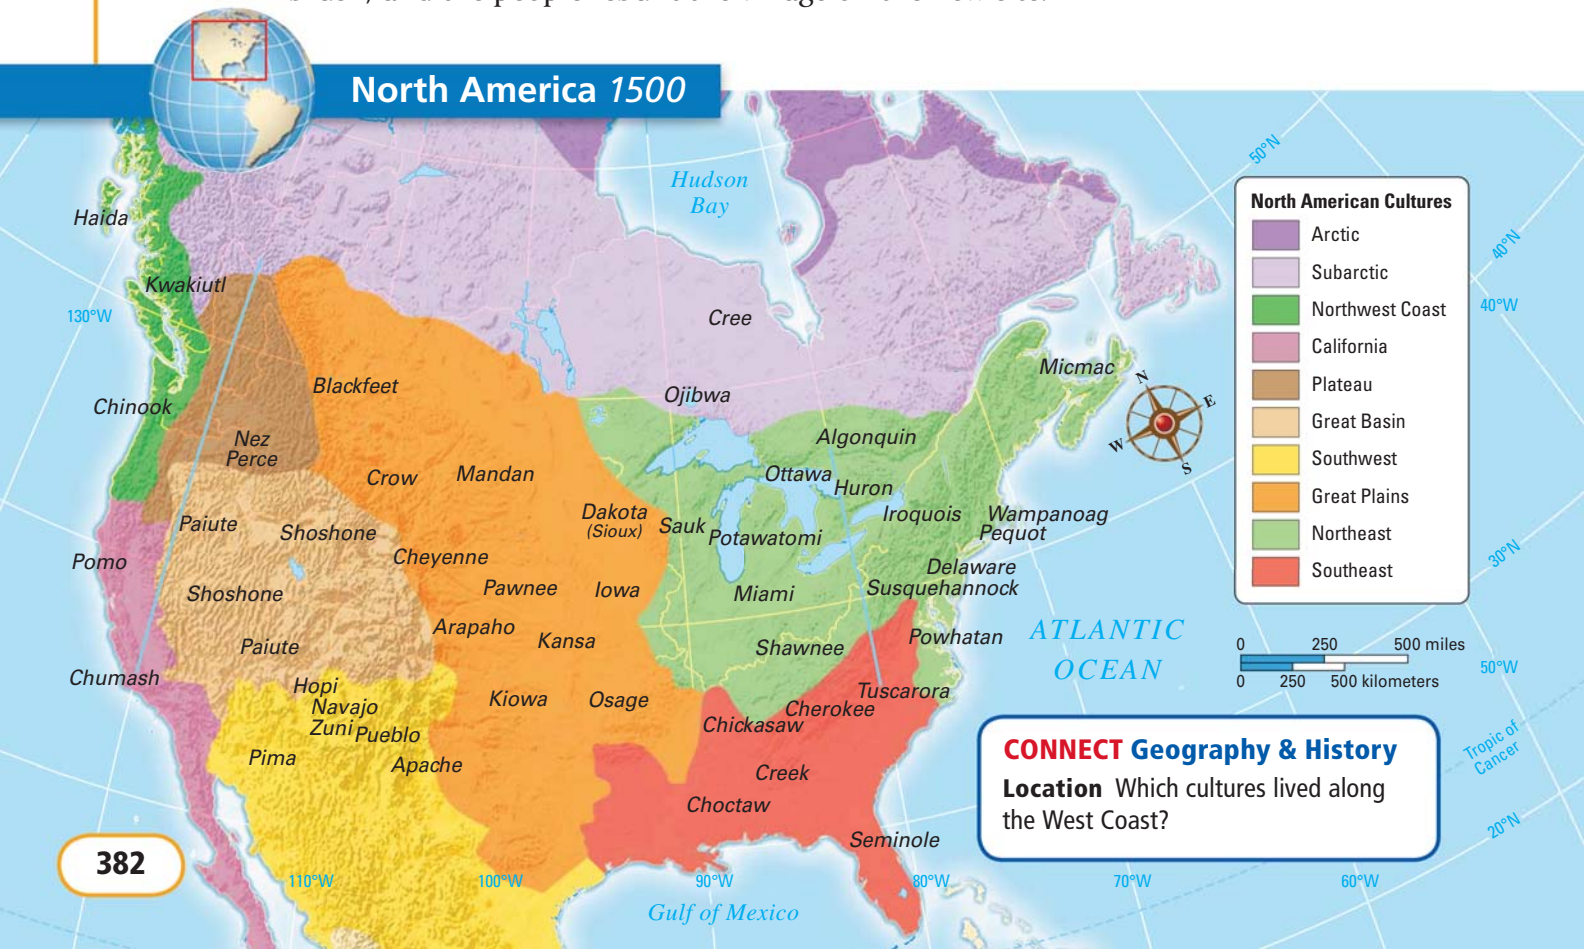 North America 1500
Hudson
Bay
50°N
North American Cultures
Arctic
Subarctic
Northwest Coast
California
Plateau
Great Basin
Southwest
Great Plains
Northeast
Southeast
40°N
40°W
30°N
50°W
Tropic of
Cancer
20°N
Haida
Kwakiutl
130°W
Cree
Blackfeet
Ojibwa
Micmac
N
E
W
S
Chinook
Nez
Perce
Algonquin
Crow
Mandan
Ottawa
Huron
Dakota
(Sioux)
Sauk
Iroquois
Wampanoag
Pequot
Paiute
Shoshone
Potawatomi
Pomo
Cheyenne
Delaware
Susquehannock
Shoshone
Pawnee
Iowa
Miami
Arapaho
Kansa
Powhatan
ATLANTIC
OCEAN
0 250 500 miles
0 250 500 kilometers
Paiute
Shawnee
Chumash
Hopi
Navajo
Zuni
Pueblo
Kiowa
Osage
Tuscarora
Cherokee
Chickasaw
Pima
Apache
Creek
Choctaw
Seminole
CONNECT Geography & History
Location Which cultures lived along
the West Coast?
382
110°W
100°W
90°W
80°W
70°W
60°W
Gulf of Mexico